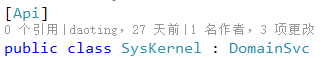 [Api]
0 个引用|daoting，27 天前|1 名作者，3 项更改
public class SysKernel : DomainSvc